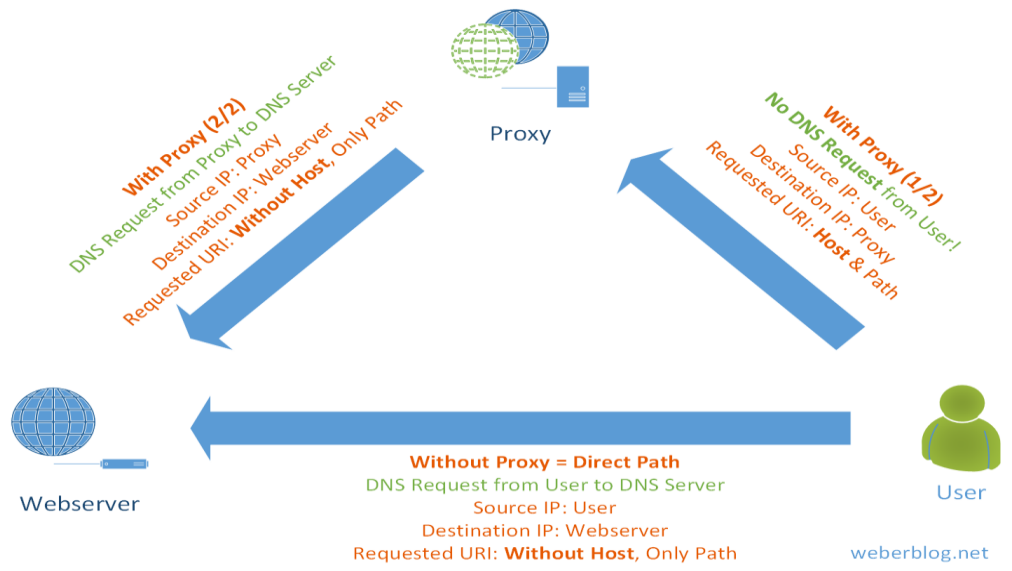 Proxy
With Proxy (2/2)
DNS Request from Proxy to DNS Server
Source IP: Proxy
Destination IP: Webserver
Requested URI: Without Host, Only Path
With Proxy (1/2)
No DNS Request from User!
Source IP: User
Destination IP: Proxy
Requested URI: Host & Path
Webserver
User
Without Proxy = Direct Path
DNS Request from User to DNS Server
Source IP: User
Destination IP: Webserver
Requested URI: Without Host, Only Path
weberblog.net